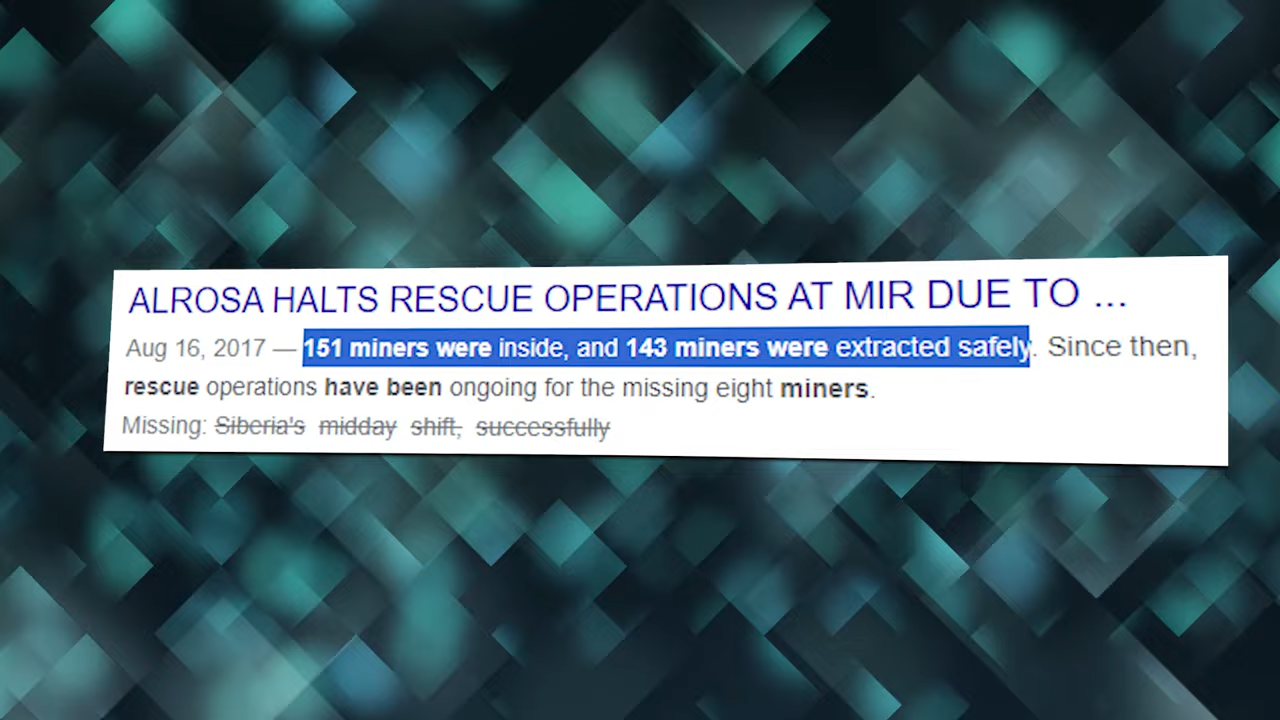 ALROSA HALTS RESCUE OPERATIONS AT MIR DUE TO ...
Aug 16, 2017 — 151 miners were inside, and 143 miners were extracted safely. Since then,
rescue operations have been ongoing for the missing eight miners.
Missing: Siberia's midday shift, successfully